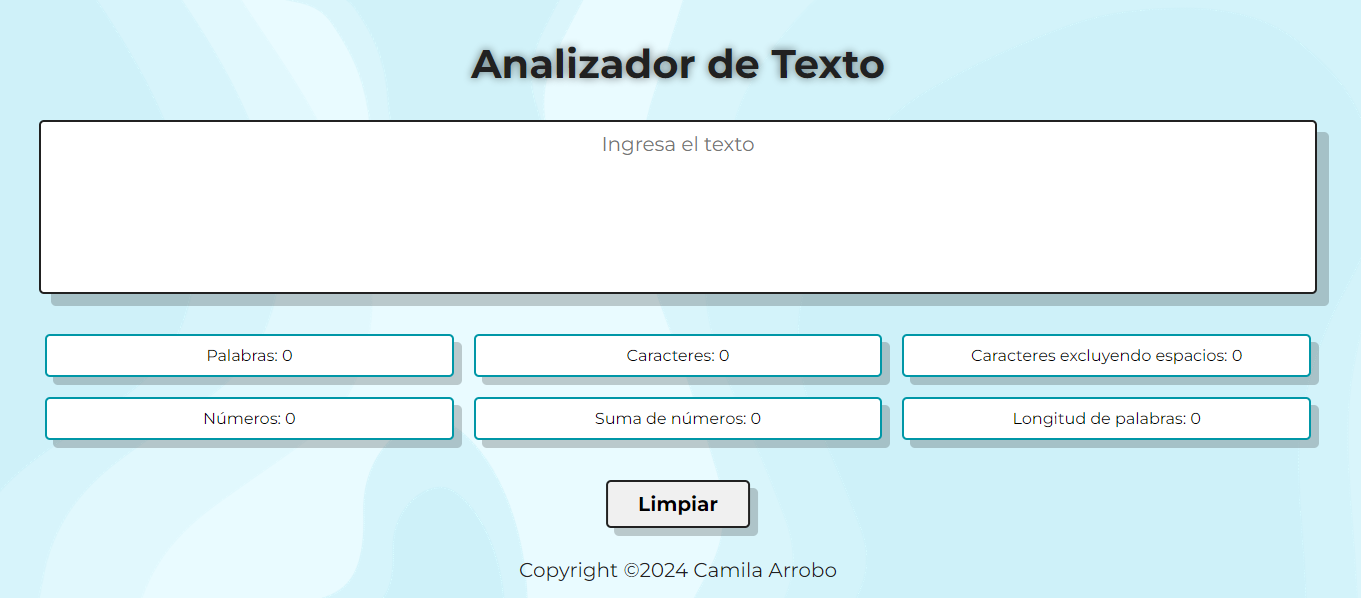 Analizador de Texto
Ingresa el texto
Palabras: 0
Caracteres: 0
Caracteres excluyendo espacios: 0
Números: 0
Suma de números: 0
Longitud de palabras: 0
Limpiar
Copyright ©2024 Camila Arrobo